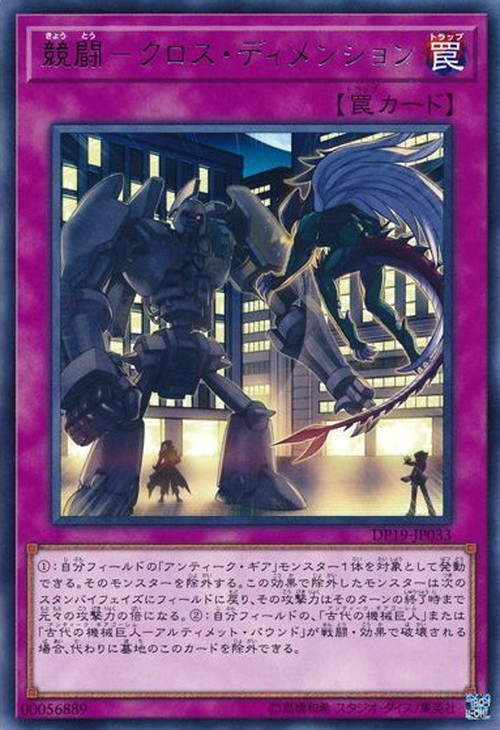 競闘－クロス・ディメンション 罠
【罠カード】
DP19-JP033
①:自分フィールドの「アンティーク・ギア」モンスター1体を対象として発動
できる。そのモンスターを除外する。この効果で除外したモンスターは次の
スタンバイフェイズにフィールドに戻り、その攻撃力はそのターンの終了時まで
元々の攻撃力の倍になる。②:自分フィールドの、「古代の機械巨人」または
「古代の機械巨人－アルティメット・パウンド」が戦闘・効果で破壊される
場合、代わりに墓地のこのカードを除外できる。
00056889
©高橋和希 スタジオ・ダイス/集英社